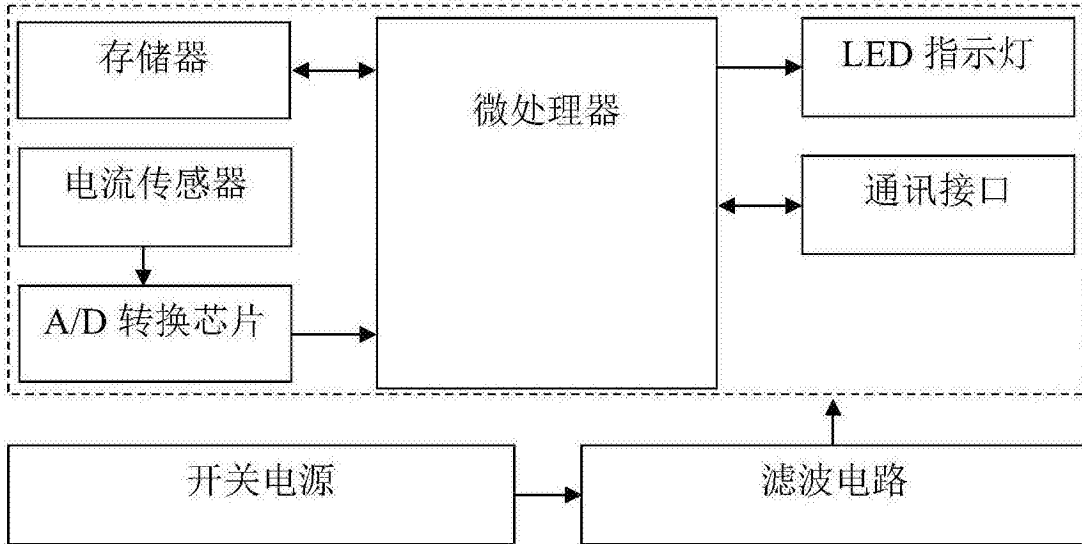 存储器
微处理器
LED 指示灯
电流传感器
通讯接口
A/D 转换芯片
开关电源
滤波电路